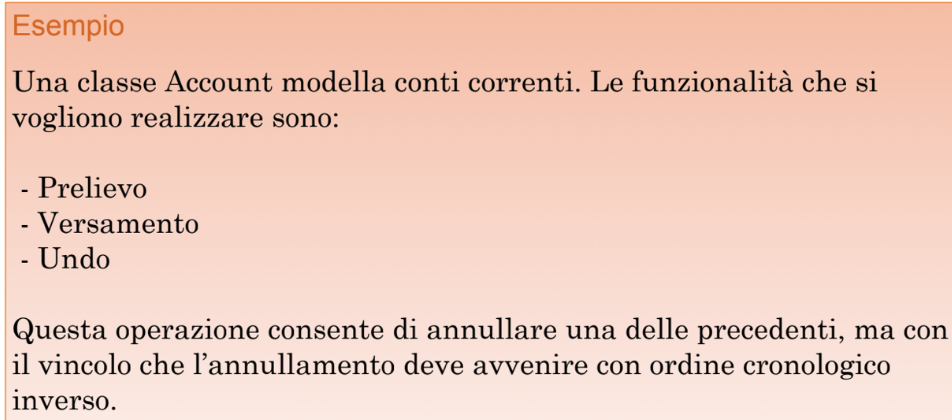 Esempio
Una classe Account modella conti correnti. Le funzionalità che si
vogliono realizzare sono:
- Prelievo
- Versamento
- Undo
Questa operazione consente di annullare una delle precedenti, ma con
il vincolo che l’annullamento deve avvenire con ordine cronologico
inverso.